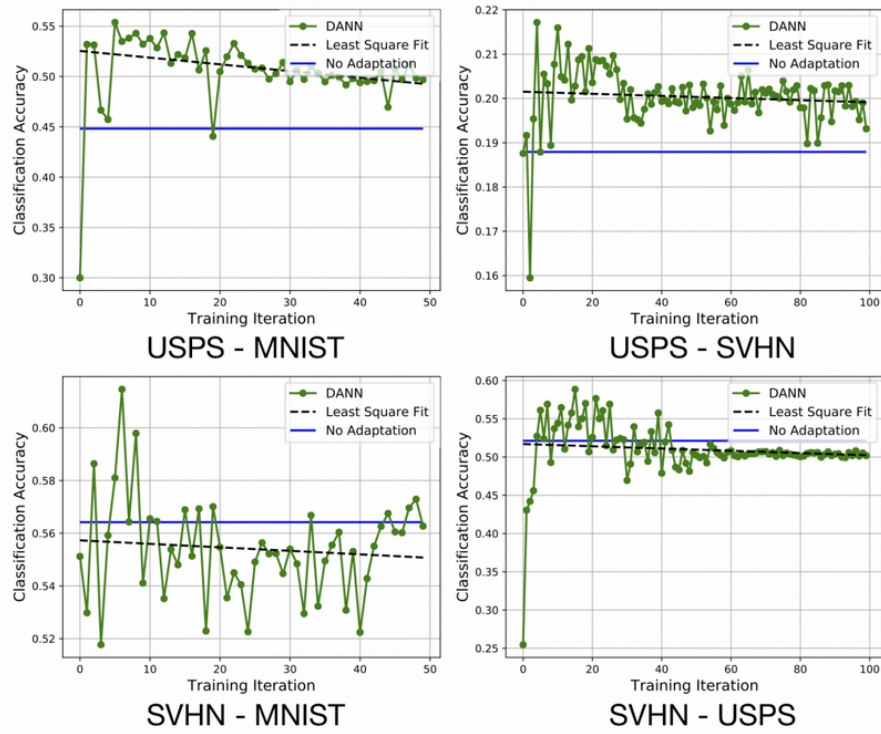 0.55
0.50
0.45
0.40
0.35
0.30
Classification Accuracy
DANN
Least Square Fit
No Adaptation
0 10 20 30 40 50
Training Iteration
USPS - MNIST
0.22
0.21
0.20
0.19
0.18
0.17
0.16
Classification Accuracy
DANN
Least Square Fit
No Adaptation
0 20 40 60 80 100
Training Iteration
USPS - SVHN
0.60
0.58
0.56
0.54
0.52
Classification Accuracy
DANN
Least Square Fit
No Adaptation
0 10 20 30 40 50
Training Iteration
SVHN - MNIST
0.60
0.55
0.50
0.45
0.40
0.35
0.30
0.25
Classification Accuracy
DANN
Least Square Fit
No Adaptation
0 20 40 60 80 100
Training Iteration
SVHN - USPS